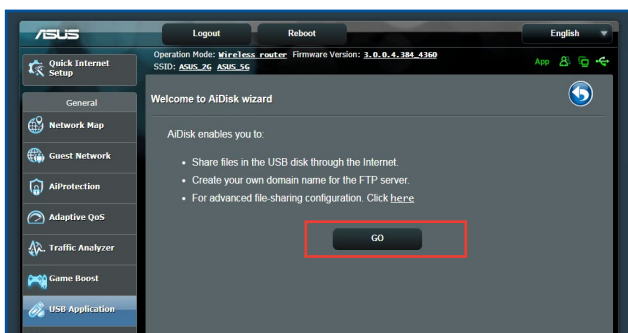 ASUS
Logout
Reboot
English
Quick Internet
Setup
Operation Mode: Wireless router Firmware Version: 3.0.0.4.384_4360
SSID: ASUS_2G ASUS_5G
App
General
Network Map
Guest Network
AiProtection
Adaptive QoS
Traffic Analyzer
Game Boost
USB Application
Welcome to AiDisk wizard
AiDisk enables you to:
• Share files in the USB disk through the Internet.
• Create your own domain name for the FTP server.
• For advanced file-sharing configuration. Click here
GO